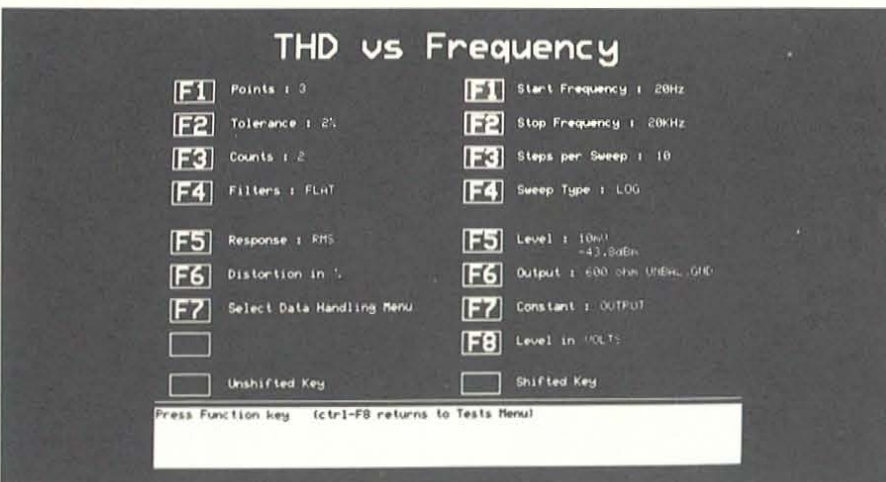 THD vs Frequency
F1 Points : 3
F2 Tolerance : 2%
F3 Counts : 2
F4 Filters : FLAT
F5 Response : RMS
F6 Distortion in %
F7 Select Data Handling Menu
Unshifted Key
F1 Start Frequency : 20Hz
F2 Stop Frequency : 20KHz
F3 Steps per Sweep : 10
F4 Sweep Type : LOG
F5 Level : 10mV
-43.8dBm
F6 Output : 600 ohm UNBAL.GND
F7 Constant : OUTPUT
F8 Level in VOLTS
Shifted Key
Press Function key (ctrl-F8 returns to Tests Menu)